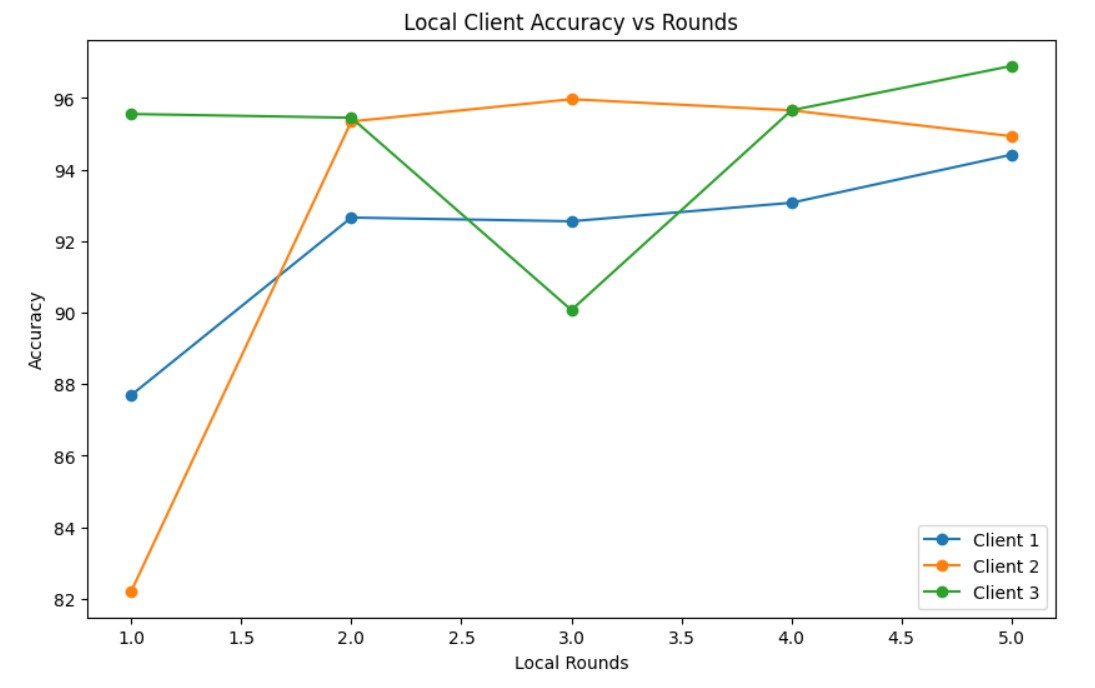 Local Client Accuracy vs Rounds
96
94
92
90
88
86
84
82
Accuracy
1.0 1.5 2.0 2.5 3.0 3.5 4.0 4.5 5.0
Local Rounds
Client 1
Client 2
Client 3